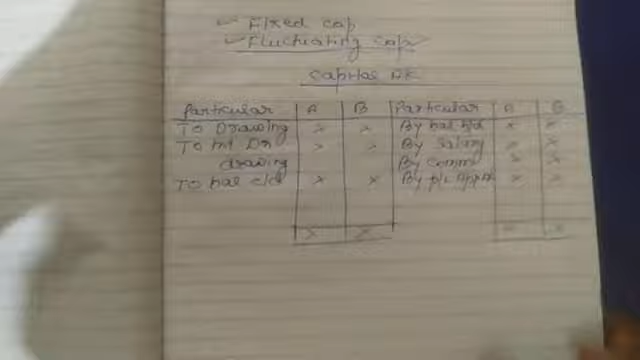 ✓ Fixed cap
✓ Fluctuating cap
Capital A/c
Particular A B Particular A B
To Drawing x x By bal b/d x x
To int on x x By Salary x x
drawing By comm x x
To bal c/d x x By P/L App x x
x x x x